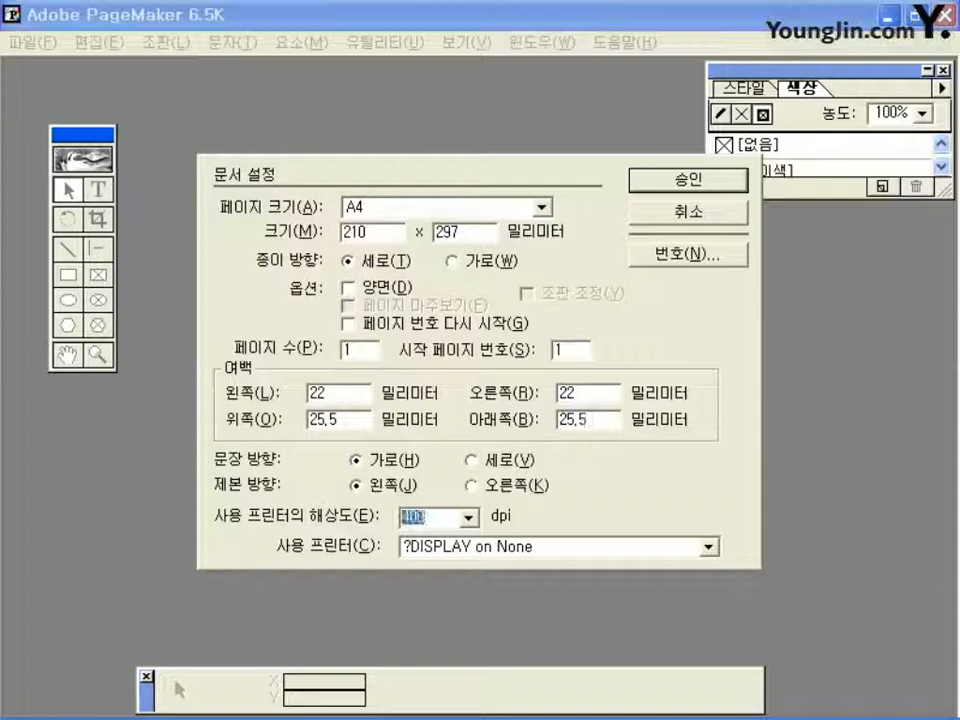 Adobe PageMaker 6.5K
YoungJin.com Y.
파일(F) 편집(E) 조판(L) 문자(T) 요소(M) 유틸리티(U) 보기(V) 윈도우(W) 도움말(H)
스타일 색상
농도: 100%
[없음]
T
문서 설정
승인
페이지 크기(A): A4
취소
크기(M): 210 x 297 밀리미터
종이 방향: 세로(T) 가로(W)
번호(N)...
옵션: 양면(D)
조판 조정(Y)
페이지 마주보기(F)
페이지 번호 다시 시작(G)
페이지 수(P): 1 시작 페이지 번호(S): 1
여백
왼쪽(L): 22 밀리미터 오른쪽(R): 22 밀리미터
위쪽(O): 25.5 밀리미터 아래쪽(B): 25.5 밀리미터
문장 방향: 가로(H) 세로(V)
제본 방향: 왼쪽(J) 오른쪽(K)
사용 프린터의 해상도(E): dpi
사용 프린터(C): ?DISPLAY on None
X
Y